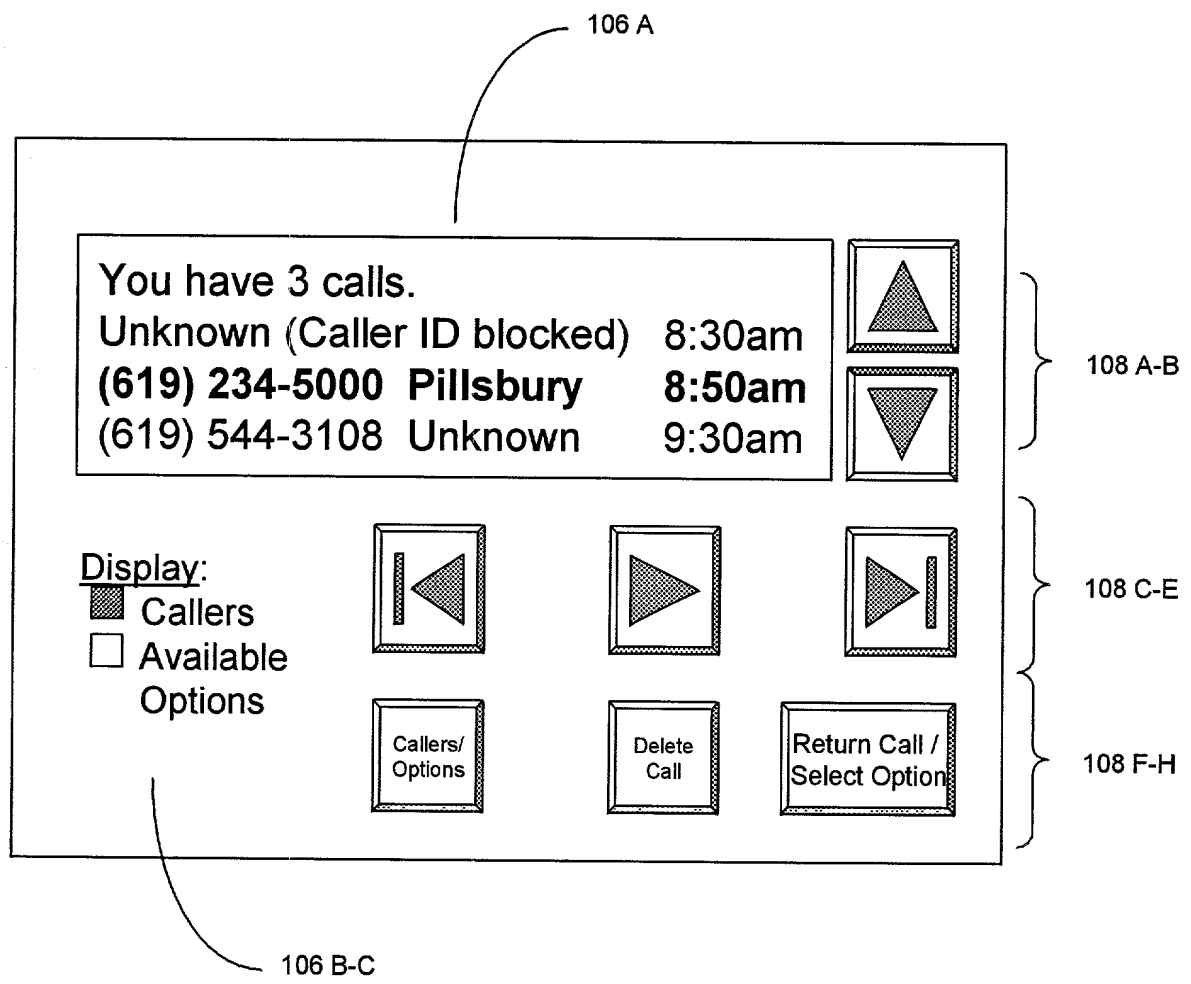 106 A
You have 3 calls.
Unknown (Caller ID blocked) 8:30am
(619) 234-5000 Pillsbury 8:50am
(619) 544-3108 Unknown 9:30am
108 A-B
Display:
Callers
Available
Options
108 C-E
Callers/
Options
Delete
Call
Return Call /
Select Option
108 F-H
106 B-C